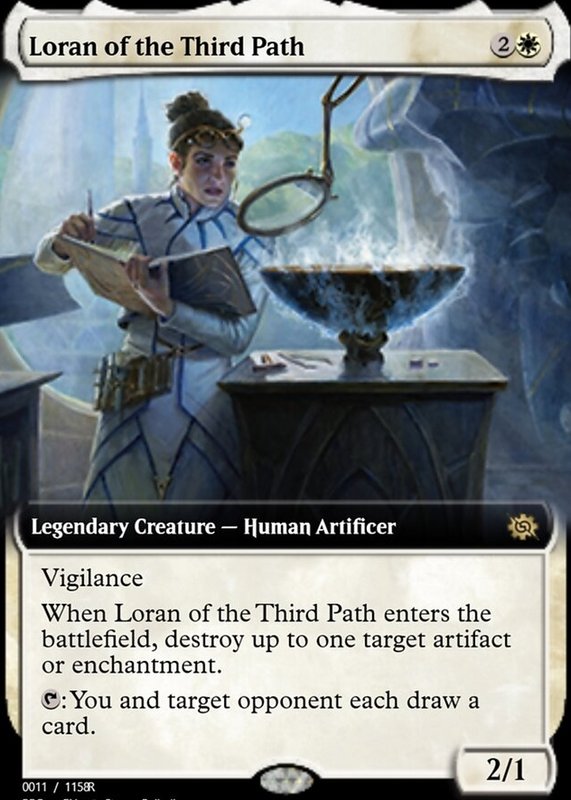 Loran of the Third Path 2
Legendary Creature — Human Artificer
Vigilance
When Loran of the Third Path enters the
battlefield, destroy up to one target artifact
or enchantment.
:You and target opponent each draw a
card.
2/1
0011 / 1158R